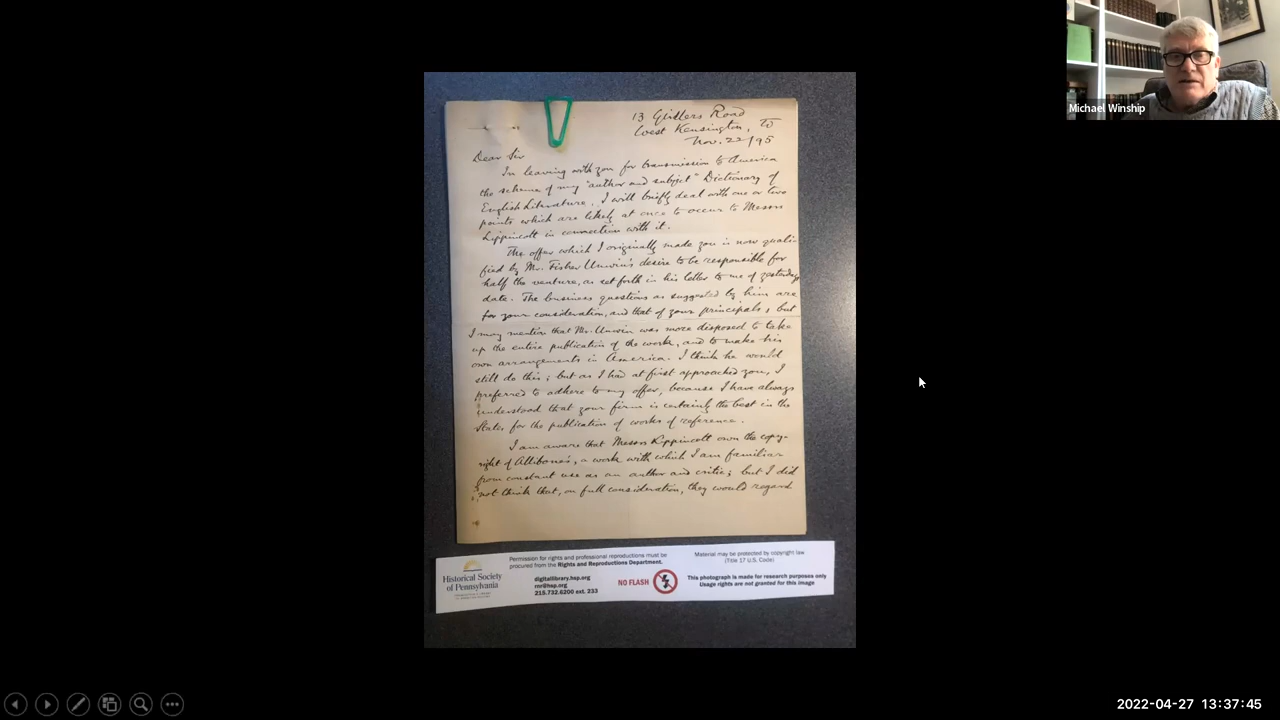 Michael Winship
13 Gridlers Road
West Kensington, W
Nov. 22/95
Dear Sir
In leaving with you for transmission to America
the scheme of my "author and subject" Dictionary of
English Literature, I will briefly deal with one or two
points which are likely at once to occur to Messrs
Lippincott in connection with it.
The offer which I originally made you is now quali-
fied by Mr. Fisher Unwin's desire to be responsible for
half the venture, as set forth in his letter to me of yesterday's
date. The business questions as suggested by him are
for your consideration, and that of your principals; but
I may mention that Mr. Unwin was more disposed to take
up the entire publication of the work, and to make his
own arrangements in America. I think he would
still do this; but as I had at first approached you, I
preferred to adhere to my offer, because I have always
understood that your firm is certainly the best in the
States for the publication of works of reference.
I am aware that Messrs Lippincott own the copy-
right of Allibone's, a work with which I am familiar
from constant use as an author and critic; but I did
not think that, on full consideration, they would regard
Historical Society
of Pennsylvania
Permission for rights and professional reproductions must be
procured from the Rights and Reproductions Department.
digitallibrary.hsp.org
rnr@hsp.org
215.732.6200 ext. 233
NO FLASH
Material may be protected by copyright law
(Title 17 U.S. Code)
This photograph is made for research purposes only
Usage rights are not granted for this image
2022-04-27 13:37:45